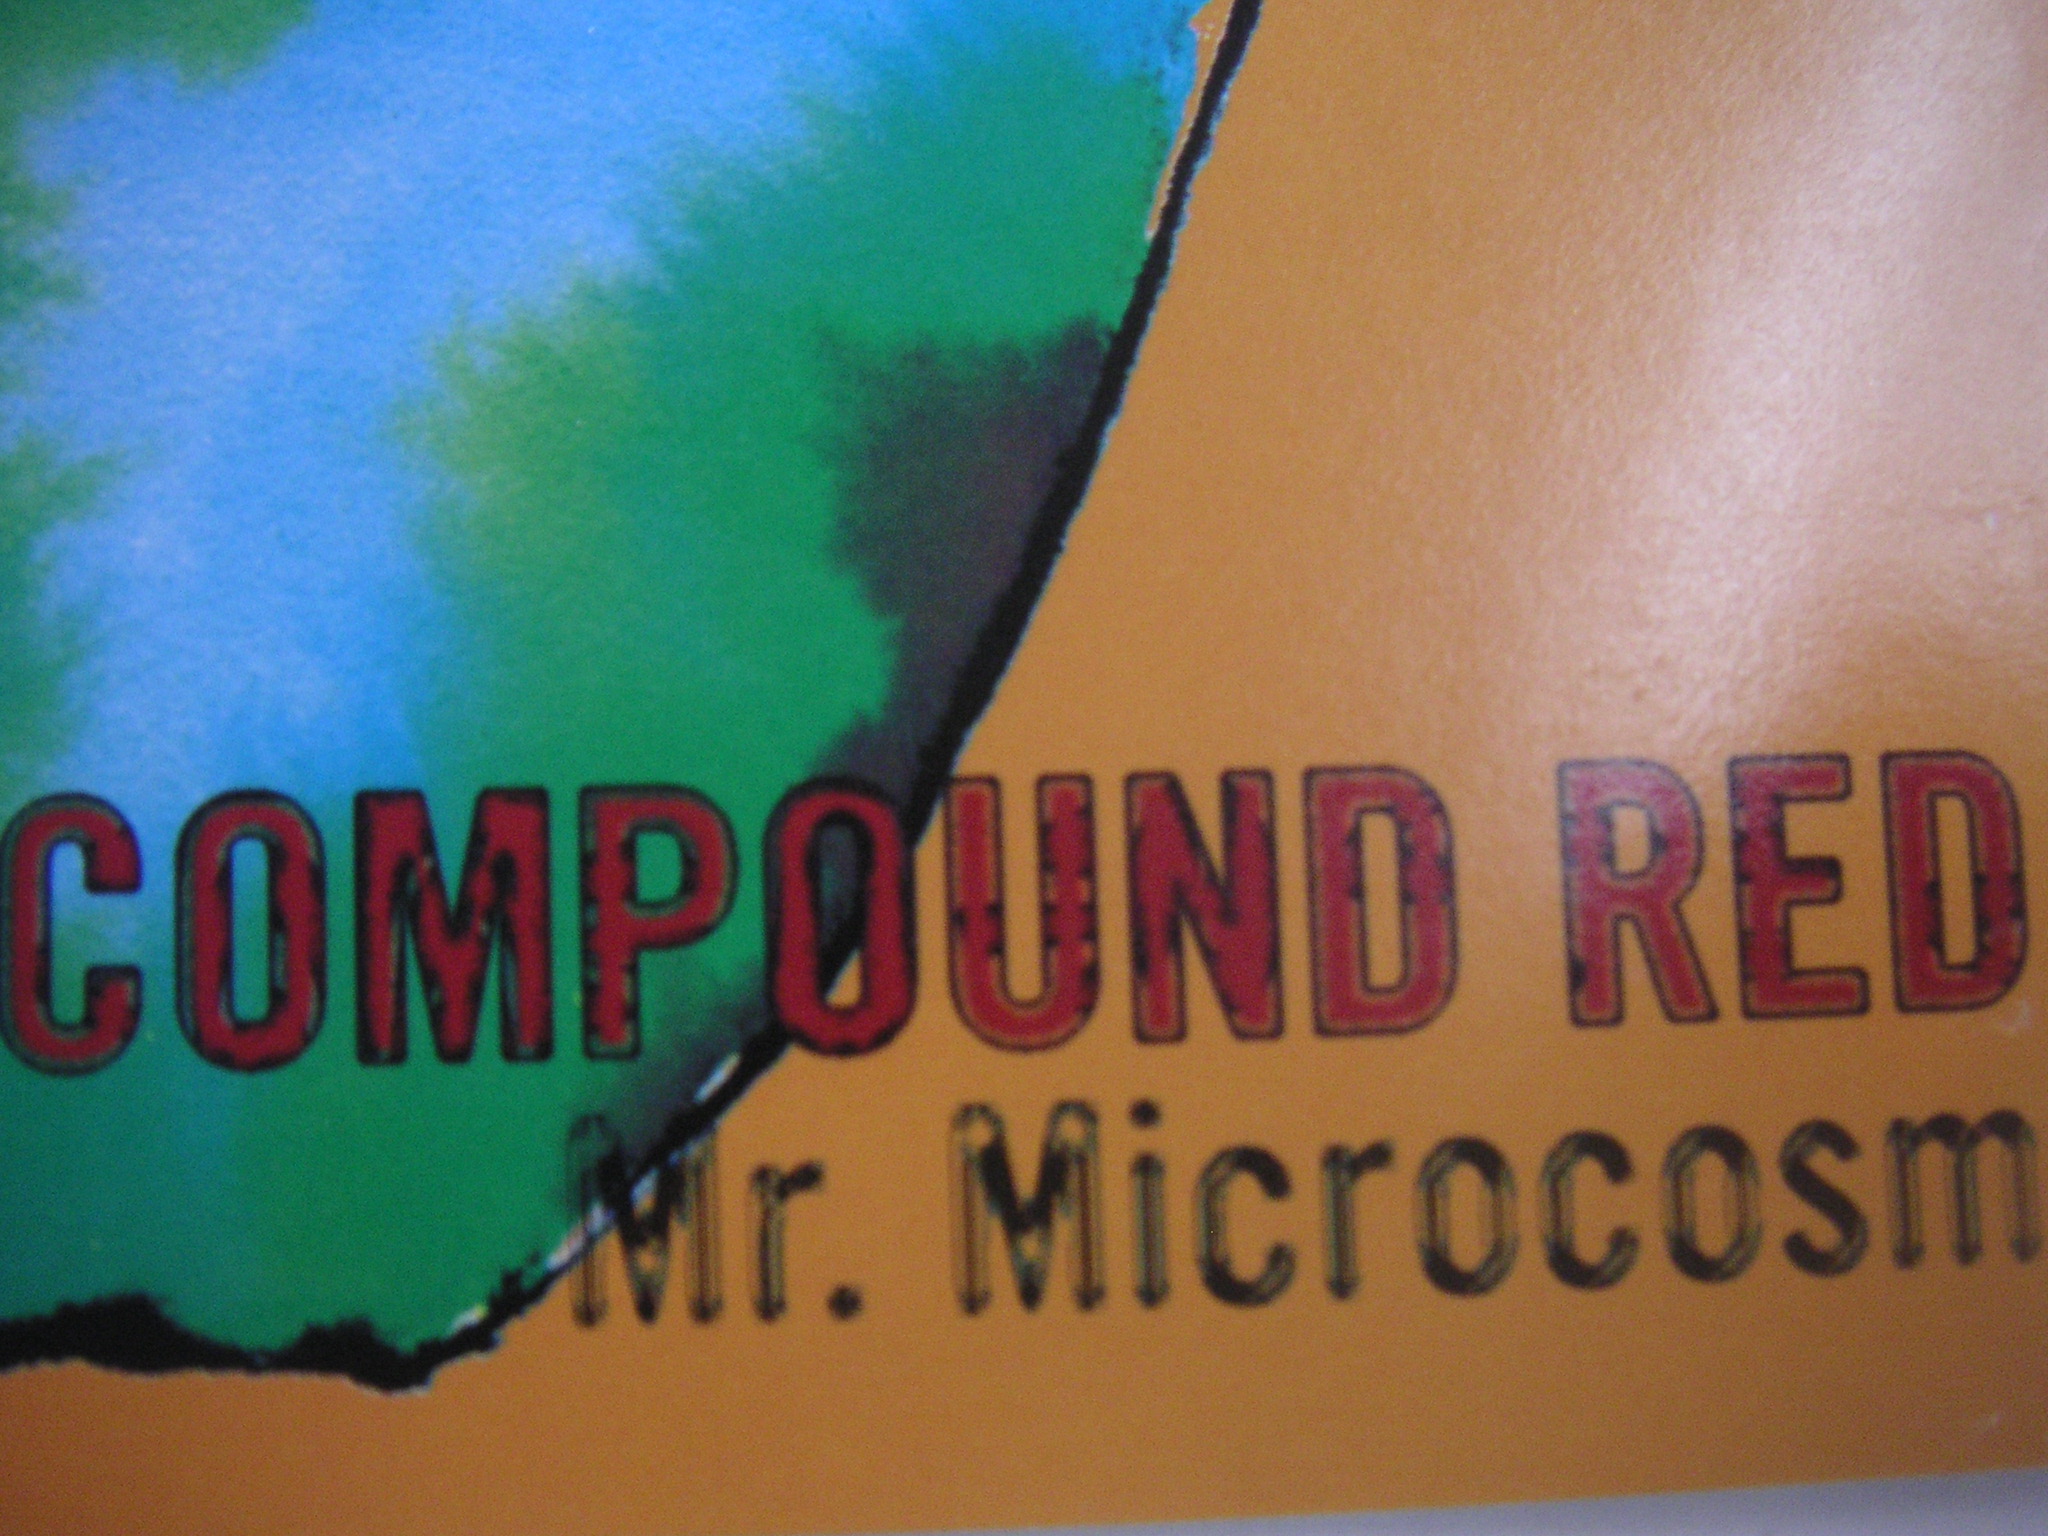 COMPOUND RED
Mr. Microcosm